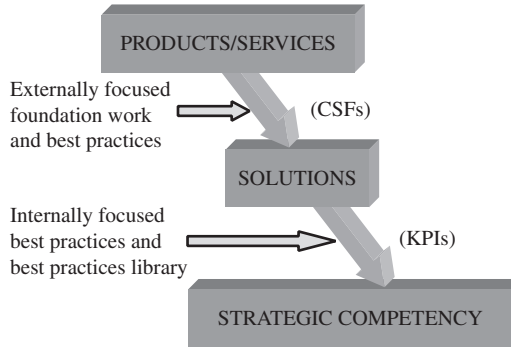 PRODUCTS/SERVICES
Externally focused
foundation work
and best practices
(CSFs)
SOLUTIONS
Internally focused
best practices and
best practices library
(KPIs)
STRATEGIC COMPETENCY